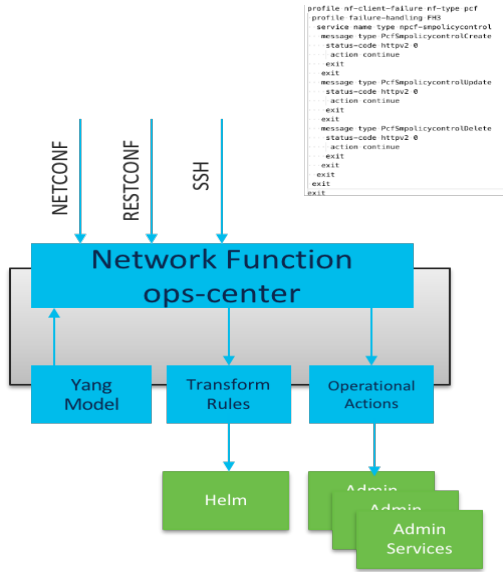 profile nf-client-failure nf-type pcf
profile failure-handling FH3
service name type npcf-smpolicycontrol
message type PcfSmpolicycontrolCreate
status-code httpv2 0
action continue
exit
exit
message type PcfSmpolicycontrolUpdate
status-code httpv2 0
action continue
exit
exit
message type PcfSmpolicycontrolDelete
status-code httpv2 0
action continue
exit
exit
exit
exit
NETCONF
RESTCONF
SSH
Network Function
ops-center
Yang
Model
Transform
Rules
Operational
Actions
Helm
Admin
Admin
Admin
Services